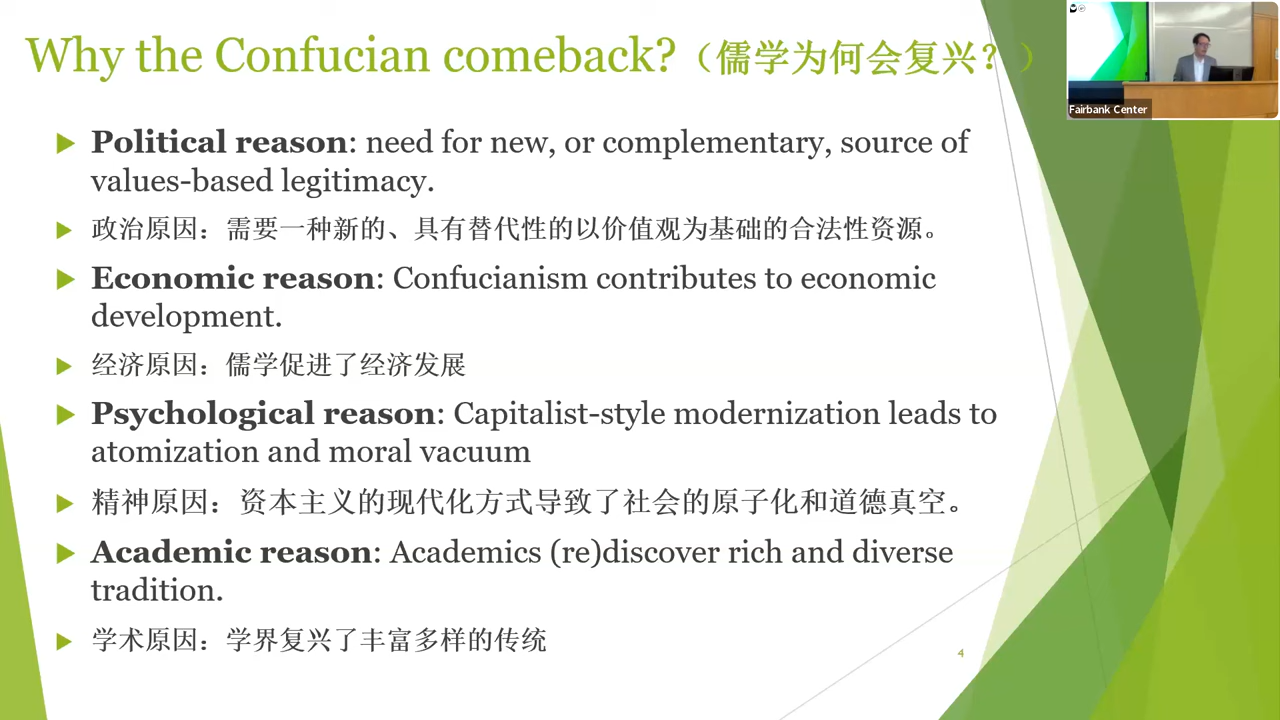 Why the Confucian comeback?（儒学为何会复兴？）
Fairbank Center
Political reason: need for new, or complementary, source of
values-based legitimacy.
政治原因：需要一种新的、具有替代性的以价值观为基础的合法性资源。
Economic reason: Confucianism contributes to economic
development.
经济原因：儒学促进了经济发展
Psychological reason: Capitalist-style modernization leads to
atomization and moral vacuum
精神原因：资本主义的现代化方式导致了社会的原子化和道德真空。
Academic reason: Academics (re)discover rich and diverse
tradition.
学术原因：学界复兴了丰富多样的传统
4